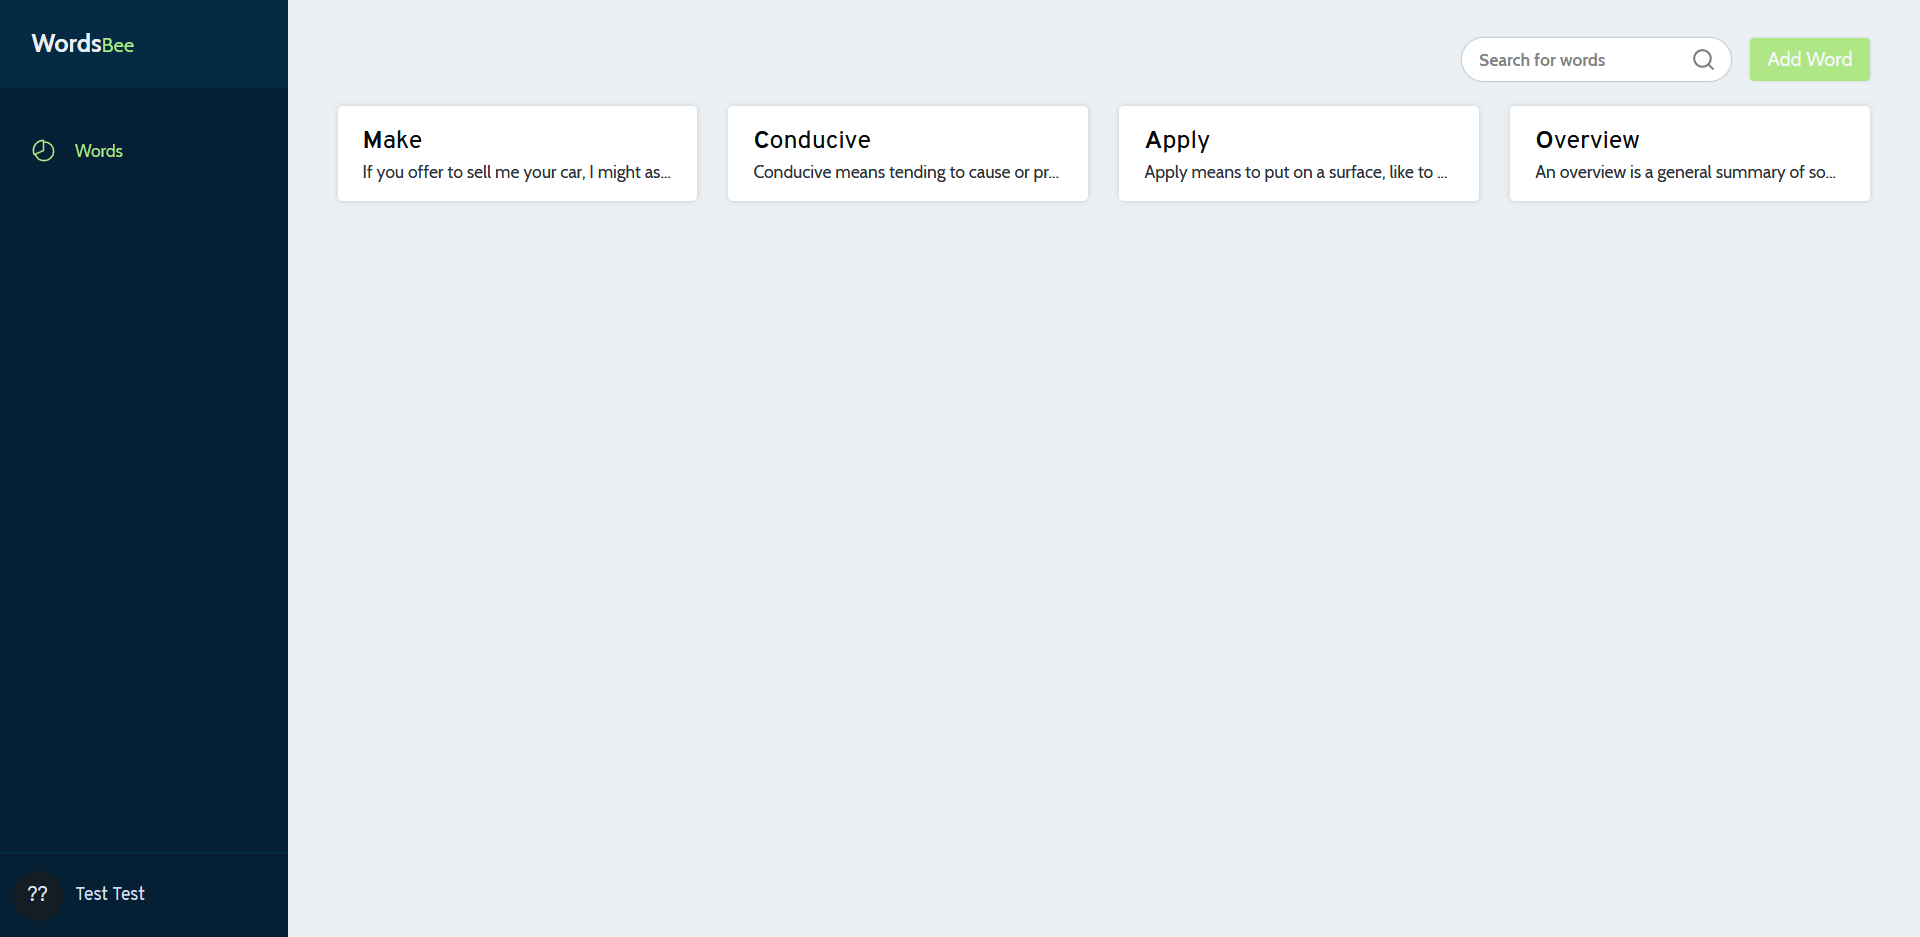 WordsBee
Words
Search for words
Add Word
Make
If you offer to sell me your car, I might as...
Conducive
Conducive means tending to cause or pr...
Apply
Apply means to put on a surface, like to ...
Overview
An overview is a general summary of so...
??
Test Test